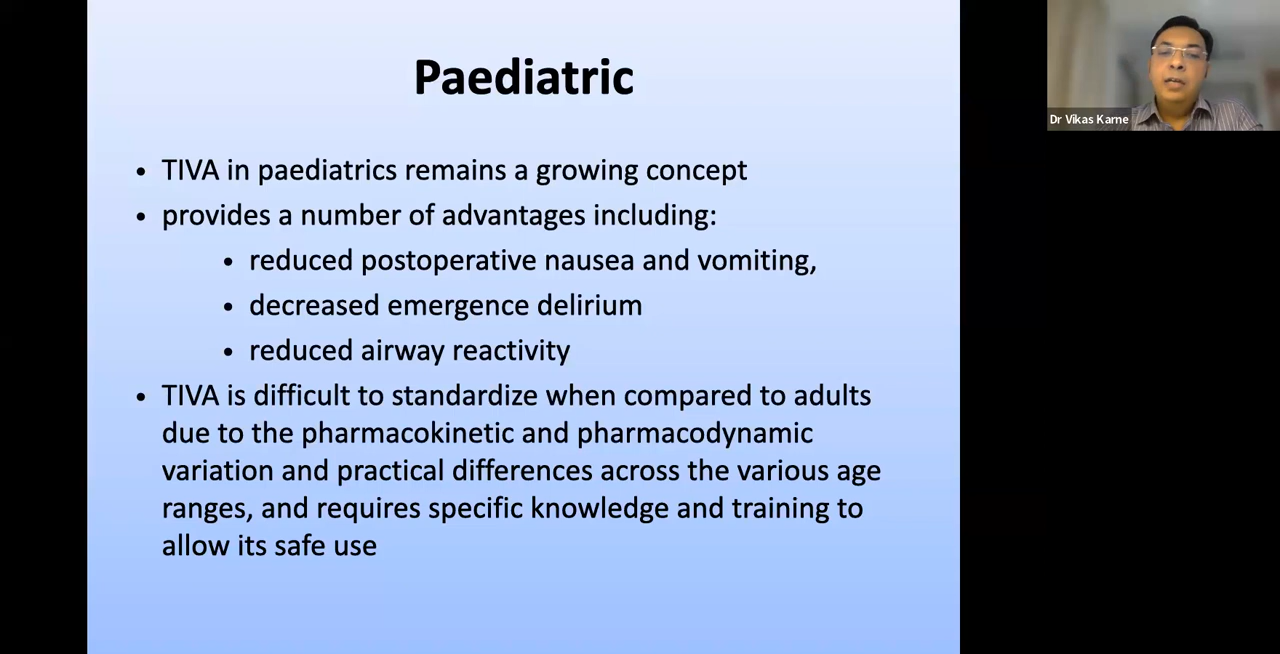 Paediatric
Dr Vikas Karne
• TIVA in paediatrics remains a growing concept
• provides a number of advantages including:
• reduced postoperative nausea and vomiting,
• decreased emergence delirium
• reduced airway reactivity
• TIVA is difficult to standardize when compared to adults
due to the pharmacokinetic and pharmacodynamic
variation and practical differences across the various age
ranges, and requires specific knowledge and training to
allow its safe use